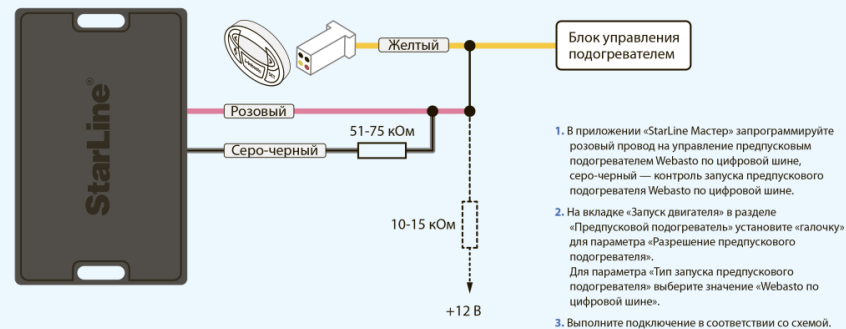 StarLine®
Желтый
Блок управления
подогревателем
Розовый
51-75 кОм
Серо-черный
10-15 кОм
+12 В
1. В приложении «StarLine Мастер» запрограммируйте
розовый провод на управление предпусковым
подогревателем Webasto по цифровой шине,
серо-черный — контроль запуска предпускового
подогревателя Webasto по цифровой шине.
2. На вкладке «Запуск двигателя» в разделе
«Предпусковой подогреватель» установите «галочку»
для параметра «Разрешение предпускового
подогревателя».
Для параметра «Тип запуска предпускового
подогревателя» выберите значение «Webasto по
цифровой шине».
3. Выполните подключение в соответствии со схемой.